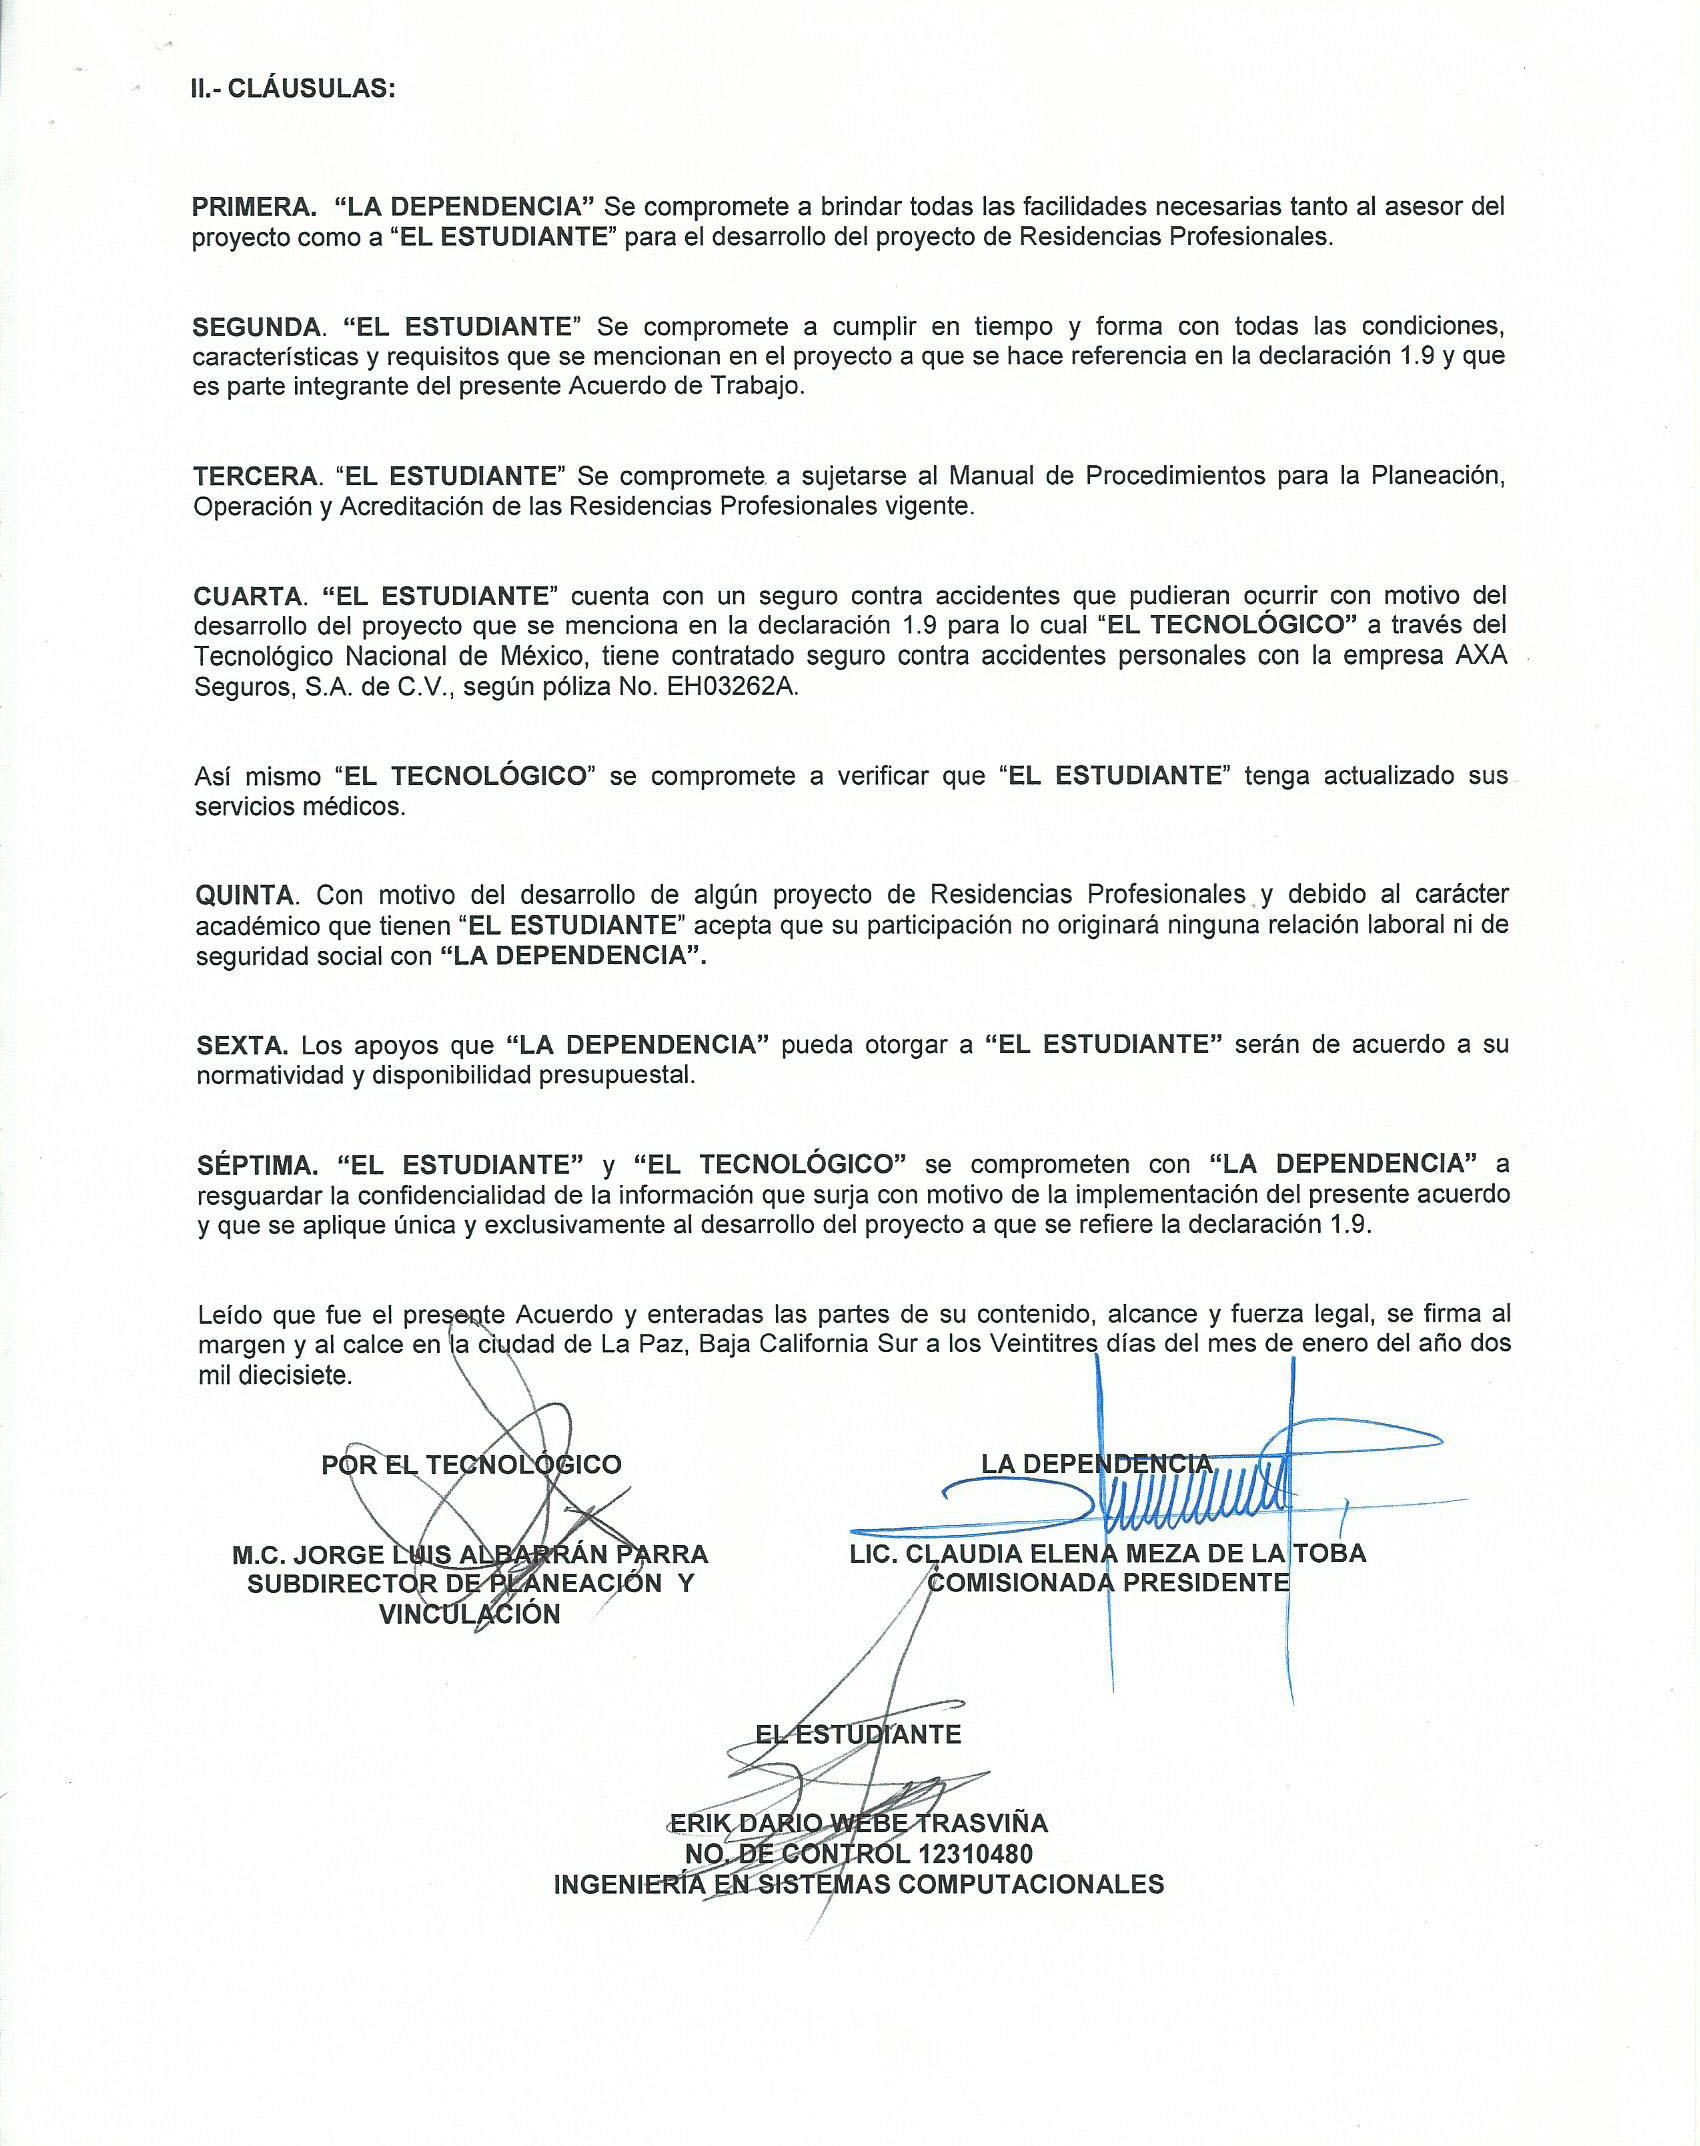 II.- CLÁUSULAS:
PRIMERA. “LA DEPENDENCIA” Se compromete a brindar todas las facilidades necesarias tanto al asesor del
proyecto como a “EL ESTUDIANTE” para el desarrollo del proyecto de Residencias Profesionales.
SEGUNDA. “EL ESTUDIANTE” Se compromete a cumplir en tiempo y forma con todas las condiciones,
características y requisitos que se mencionan en el proyecto a que se hace referencia en la declaración 1.9 y que
es parte integrante del presente Acuerdo de Trabajo.
TERCERA. “EL ESTUDIANTE” Se compromete a sujetarse al Manual de Procedimientos para la Planeación,
Operación y Acreditación de las Residencias Profesionales vigente.
CUARTA. “EL ESTUDIANTE” cuenta con un seguro contra accidentes que pudieran ocurrir con motivo del
desarrollo del proyecto que se menciona en la declaración 1.9 para lo cual “EL TECNOLÓGICO” a través del
Tecnológico Nacional de México, tiene contratado seguro contra accidentes personales con la empresa AXA
Seguros, S.A. de C.V., según póliza No. EH03262A.
Así mismo “EL TECNOLÓGICO” se compromete a verificar que “EL ESTUDIANTE” tenga actualizado sus
servicios médicos.
QUINTA. Con motivo del desarrollo de algún proyecto de Residencias Profesionales y debido al carácter
académico que tienen “EL ESTUDIANTE” acepta que su participación no originará ninguna relación laboral ni de
seguridad social con “LA DEPENDENCIA”.
SEXTA. Los apoyos que “LA DEPENDENCIA” pueda otorgar a “EL ESTUDIANTE” serán de acuerdo a su
normatividad y disponibilidad presupuestal.
SÉPTIMA. “EL ESTUDIANTE” y “EL TECNOLÓGICO” se comprometen con “LA DEPENDENCIA” a
resguardar la confidencialidad de la información que surja con motivo de la implementación del presente acuerdo
y que se aplique única y exclusivamente al desarrollo del proyecto a que se refiere la declaración 1.9.
Leído que fue el presente Acuerdo y enteradas las partes de su contenido, alcance y fuerza legal, se firma al
margen y al calce en la ciudad de La Paz, Baja California Sur a los Veintitres días del mes de enero del año dos
mil diecisiete.
POR EL TECNOLÓGICO
M.C. JORGE LUIS ALBARRÁN PARRA
SUBDIRECTOR DE PLANEACIÓN Y
VINCULACIÓN
LA DEPENDENCIA
LIC. CLAUDIA ELENA MEZA DE LA TOBA
COMISIONADA PRESIDENTE
EL ESTUDIANTE
ERIK DARIO WEBE TRASVIÑA
NO. DE CONTROL 12310480
INGENIERÍA EN SISTEMAS COMPUTACIONALES